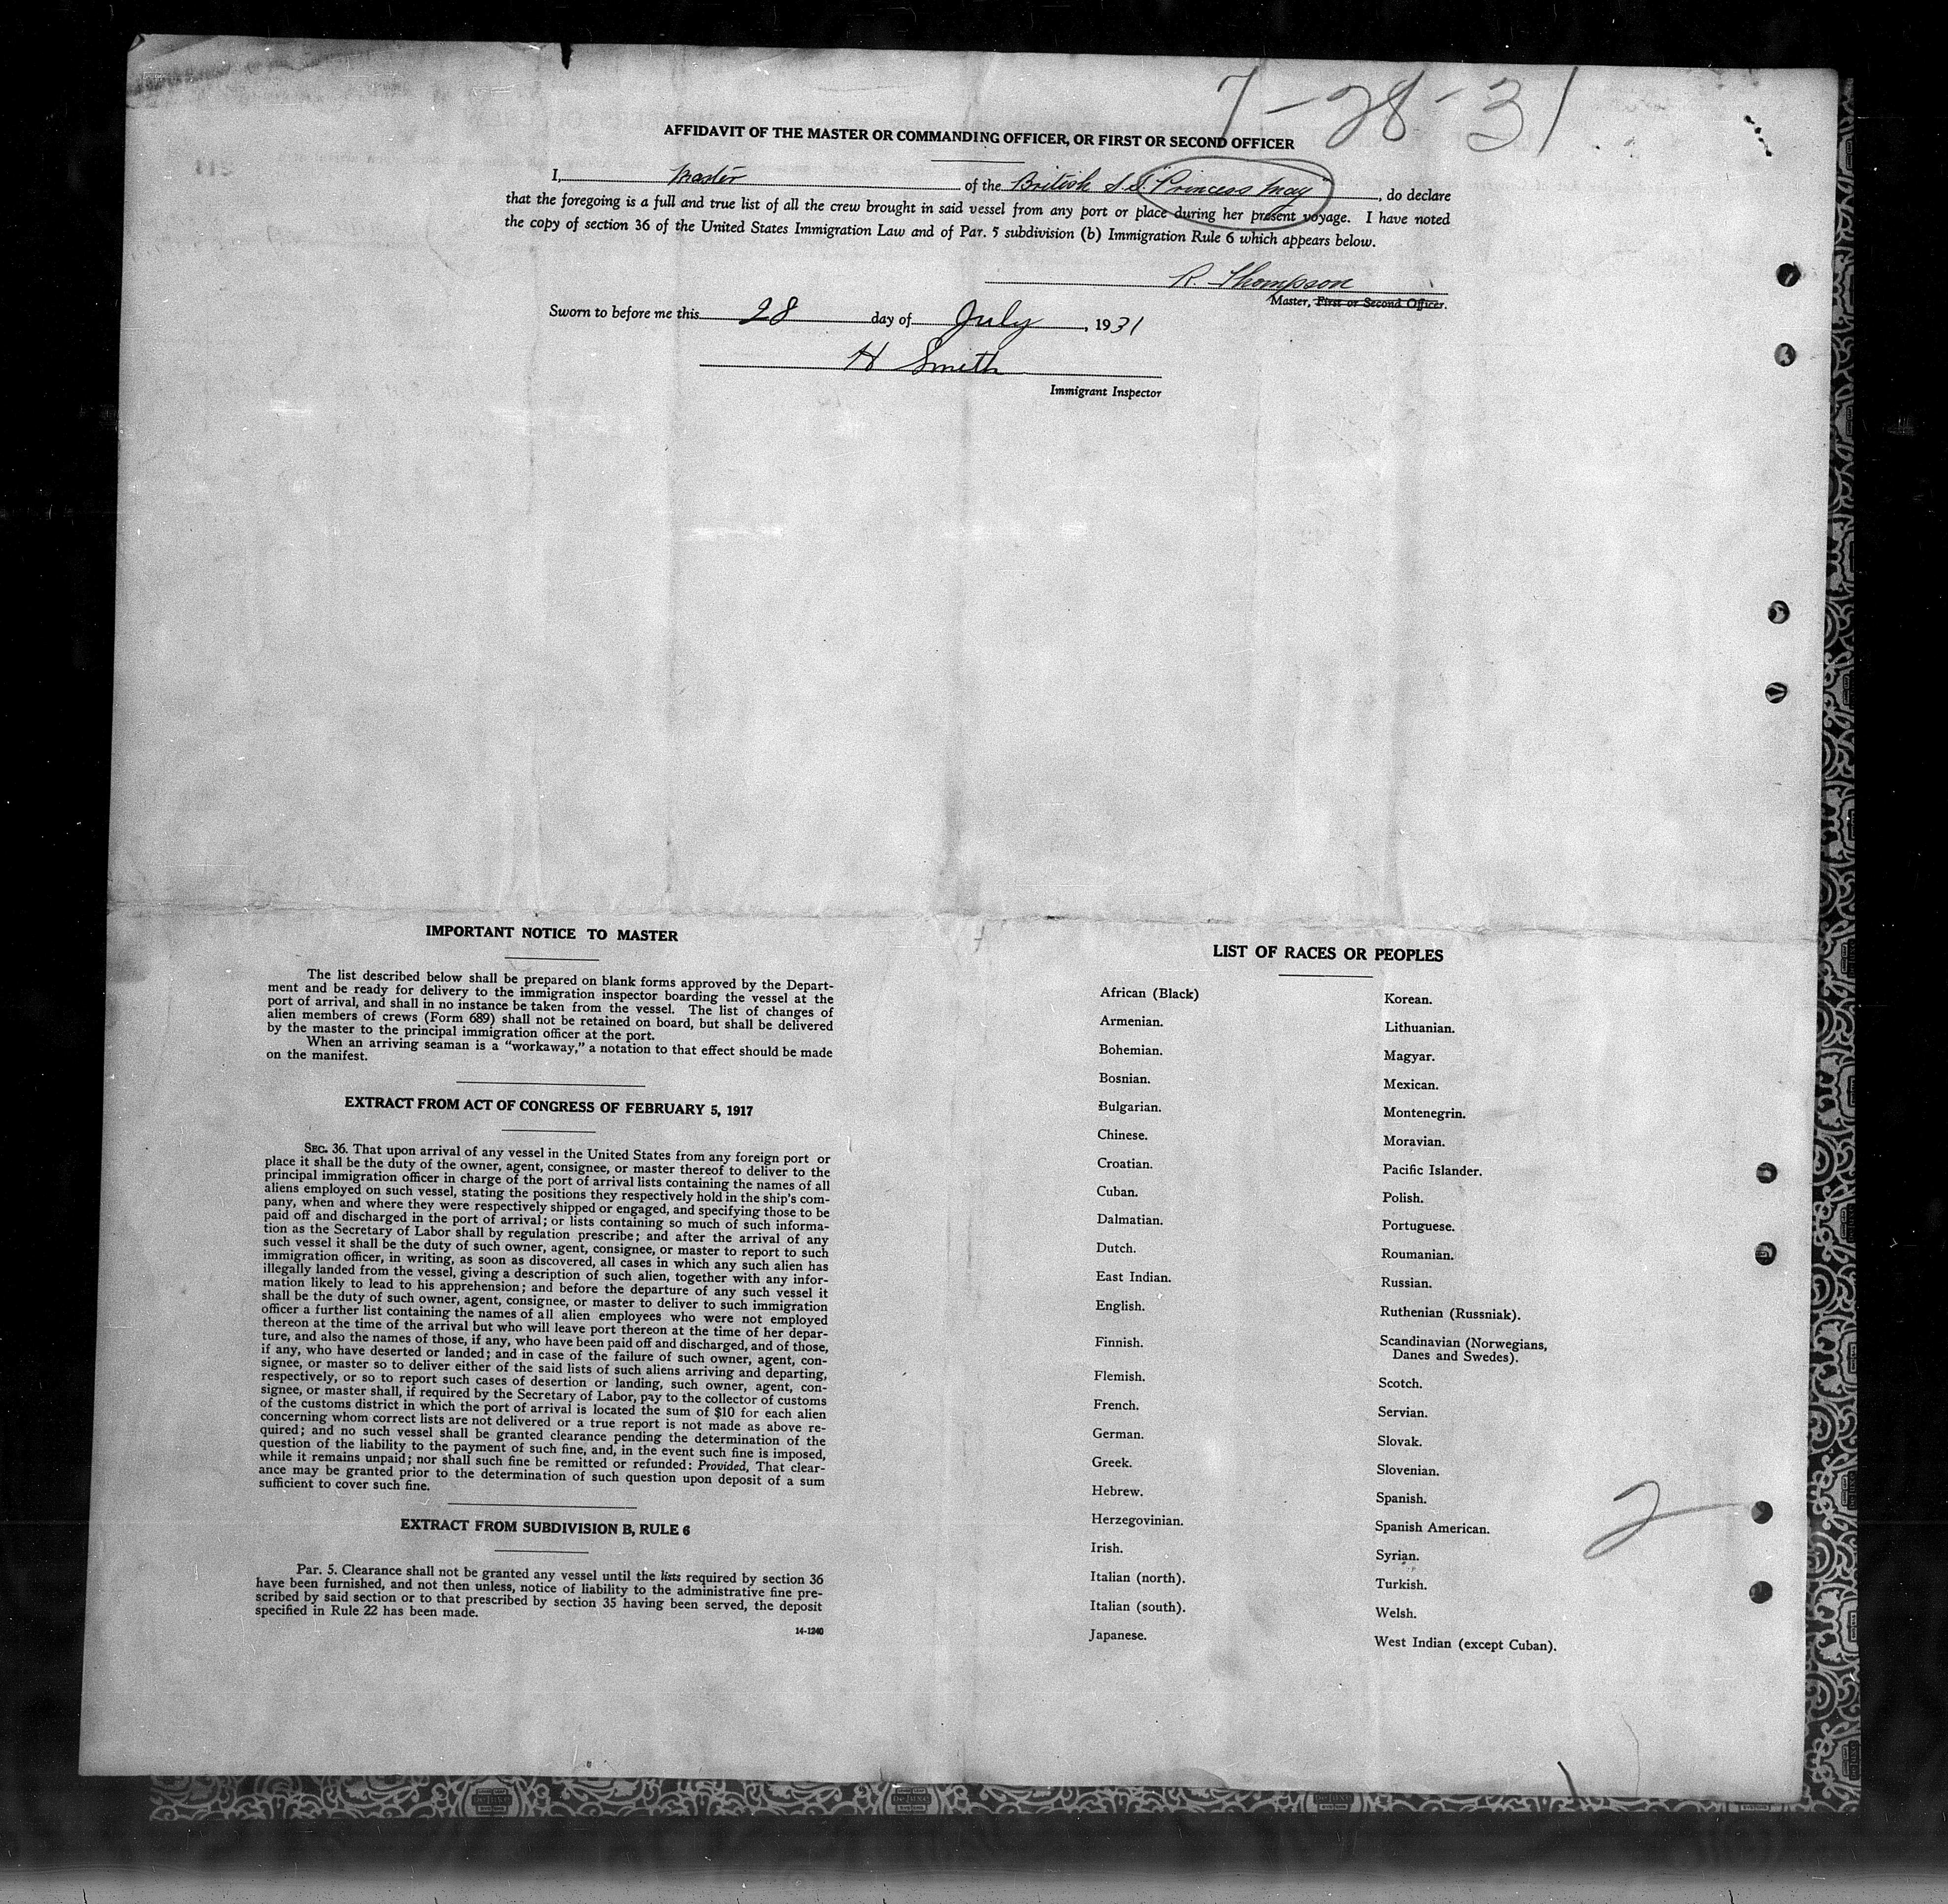 7-28-31
AFFIDAVIT OF THE MASTER OR COMMANDING OFFICER, OR FIRST OR SECOND OFFICER
I, Master of the British S.S. Princess May, do declare
that the foregoing is a full and true list of all the crew brought in said vessel from any port or place during her present voyage. I have noted
the copy of section 36 of the United States Immigration Law and of Par. 5 subdivision (b) Immigration Rule 6 which appears below.
R. Thompson
Master, First or Second Officer.
Sworn to before me this 28 day of July, 1931
H Smith
Immigrant Inspector
IMPORTANT NOTICE TO MASTER
The list described below shall be prepared on blank forms approved by the Depart-
ment and be ready for delivery to the immigration inspector boarding the vessel at the
port of arrival, and shall in no instance be taken from the vessel. The list of changes of
alien members of crews (Form 689) shall not be retained on board, but shall be delivered
by the master to the principal immigration officer at the port.
When an arriving seaman is a "workaway," a notation to that effect should be made
on the manifest.
EXTRACT FROM ACT OF CONGRESS OF FEBRUARY 5, 1917
SEC. 36. That upon arrival of any vessel in the United States from any foreign port or
place it shall be the duty of the owner, agent, consignee, or master thereof to deliver to the
principal immigration officer in charge of the port of arrival lists containing the names of all
aliens employed on such vessel, stating the positions they respectively hold in the ship's com-
pany, when and where they were respectively shipped or engaged, and specifying those to be
paid off and discharged in the port of arrival; or lists containing so much of such informa-
tion as the Secretary of Labor shall by regulation prescribe; and after the arrival of any
such vessel it shall be the duty of such owner, agent, consignee, or master to report to such
immigration officer, in writing, as soon as discovered, all cases in which any such alien has
illegally landed from the vessel, giving a description of such alien, together with any infor-
mation likely to lead to his apprehension; and before the departure of any such vessel it
shall be the duty of such owner, agent, consignee, or master to deliver to such immigration
officer a further list containing the names of all alien employees who were not employed
thereon at the time of the arrival but who will leave port thereon at the time of her depar-
ture, and also the names of those, if any, who have been paid off and discharged, and of those,
if any, who have deserted or landed; and in case of the failure of such owner, agent, con-
signee, or master so to deliver either of the said lists of such aliens arriving and departing,
respectively, or so to report such cases of desertion or landing, such owner, agent, con-
signee, or master shall, if required by the Secretary of Labor, pay to the collector of customs
of the customs district in which the port of arrival is located the sum of $10 for each alien
concerning whom correct lists are not delivered or a true report is not made as above re-
quired; and no such vessel shall be granted clearance pending the determination of the
question of the liability to the payment of such fine, and, in the event such fine is imposed,
while it remains unpaid; nor shall such fine be remitted or refunded: Provided, That clear-
ance may be granted prior to the determination of such question upon deposit of a sum
sufficient to cover such fine.
EXTRACT FROM SUBDIVISION B, RULE 6
Par. 5. Clearance shall not be granted any vessel until the lists required by section 36
have been furnished, and not then unless, notice of liability to the administrative fine pre-
scribed by said section or to that prescribed by section 35 having been served, the deposit
specified in Rule 22 has been made.
14-1240
LIST OF RACES OR PEOPLES
African (Black)
Armenian.
Bohemian.
Bosnian.
Bulgarian.
Chinese.
Croatian.
Cuban.
Dalmatian.
Dutch.
East Indian.
English.
Finnish.
Flemish.
French.
German.
Greek.
Hebrew.
Herzegovinian.
Irish.
Italian (north).
Italian (south).
Japanese.
Korean.
Lithuanian.
Magyar.
Mexican.
Montenegrin.
Moravian.
Pacific Islander.
Polish.
Portuguese.
Roumanian.
Russian.
Ruthenian (Russniak).
Scandinavian (Norwegians,
Danes and Swedes).
Scotch.
Servian.
Slovak.
Slovenian.
Spanish.
Spanish American.
Syrian.
Turkish.
Welsh.
West Indian (except Cuban).
2